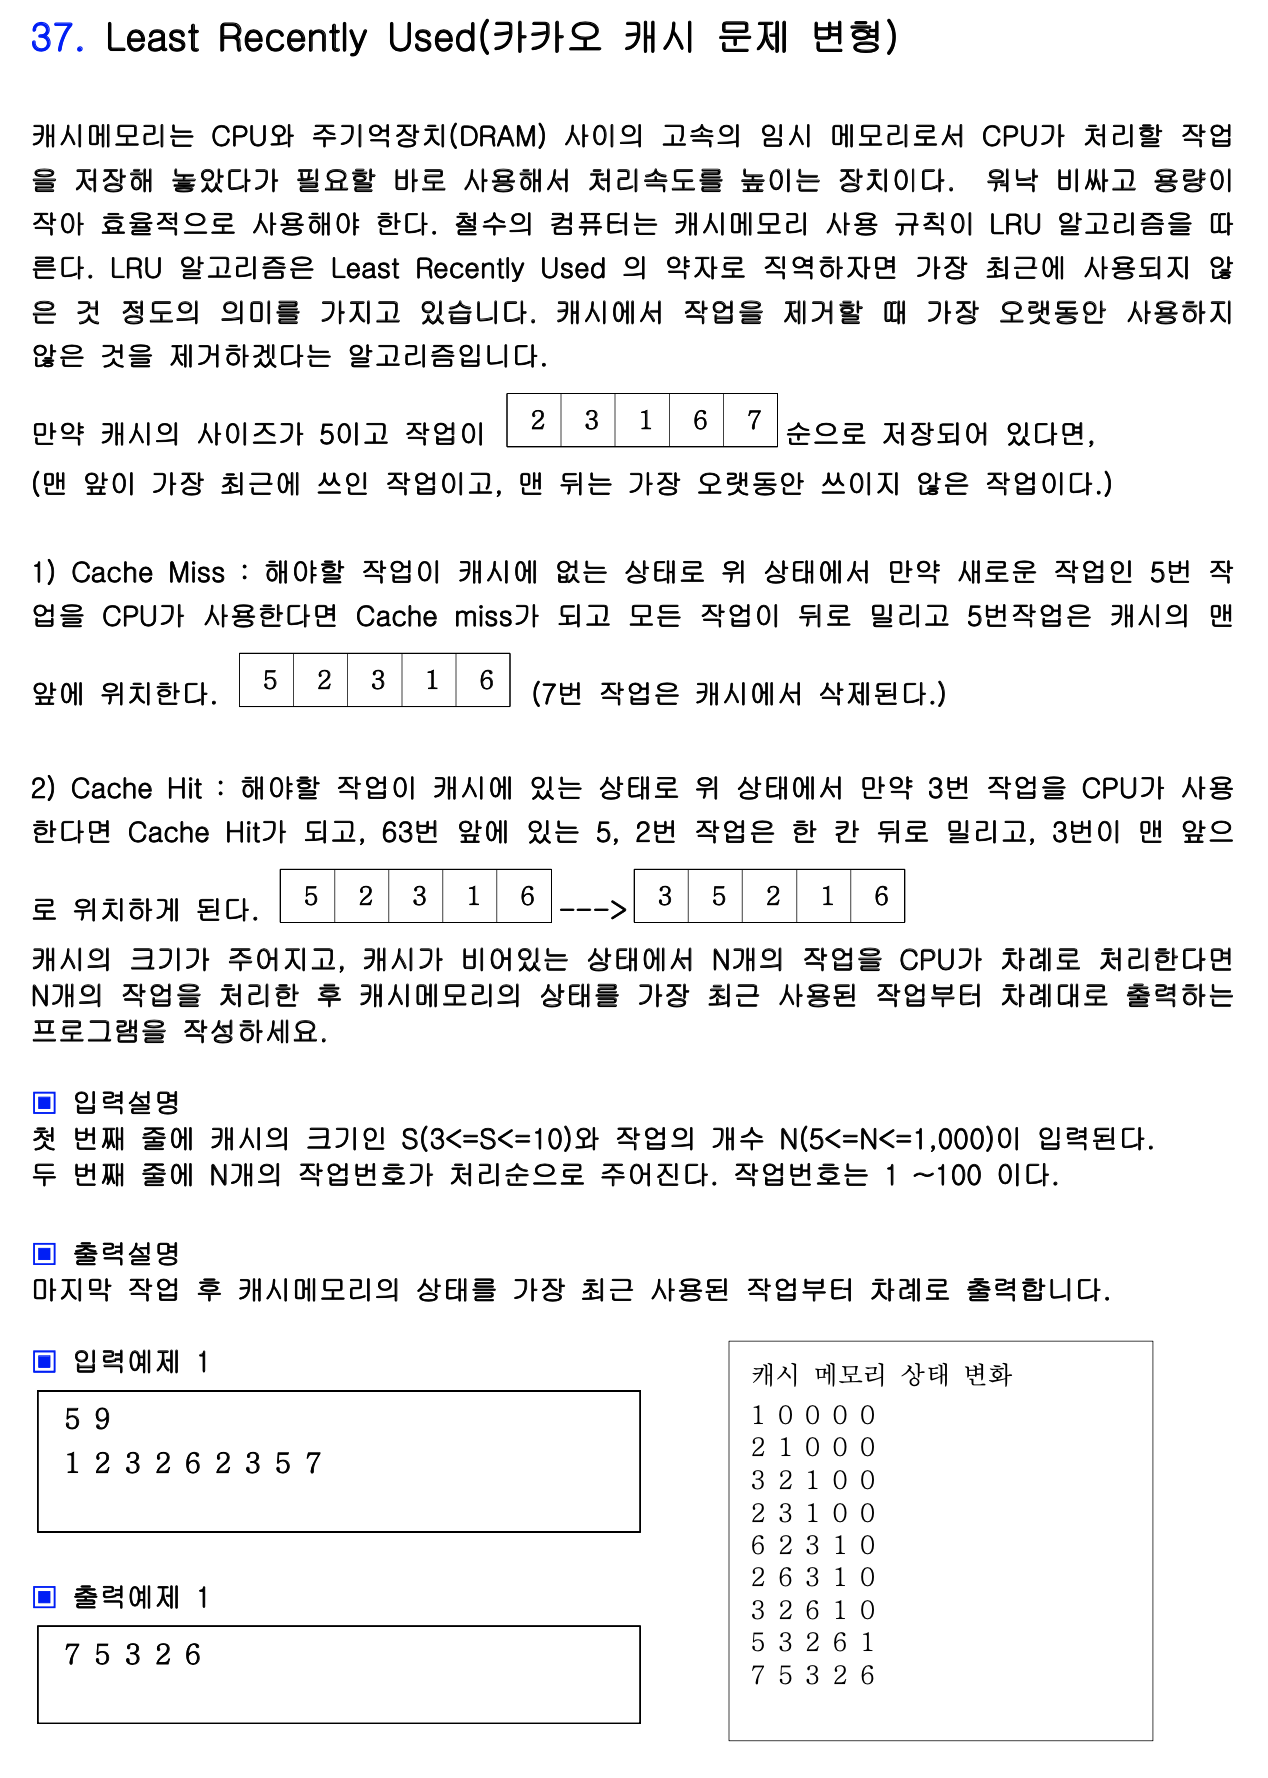 37. Least Recently Used(카카오 캐시 문제 변형)
캐시메모리는 CPU와 주기억장치(DRAM) 사이의 고속의 임시 메모리로서 CPU가 처리할 작업
을 저장해 놓았다가 필요할 바로 사용해서 처리속도를 높이는 장치이다. 워낙 비싸고 용량이
작아 효율적으로 사용해야 한다. 철수의 컴퓨터는 캐시메모리 사용 규칙이 LRU 알고리즘을 따
른다. LRU 알고리즘은 Least Recently Used 의 약자로 직역하자면 가장 최근에 사용되지 않
은 것 정도의 의미를 가지고 있습니다. 캐시에서 작업을 제거할 때 가장 오랫동안 사용하지
않은 것을 제거하겠다는 알고리즘입니다.
만약 캐시의 사이즈가 5이고 작업이 2 3 1 6 7 순으로 저장되어 있다면,
(맨 앞이 가장 최근에 쓰인 작업이고, 맨 뒤는 가장 오랫동안 쓰이지 않은 작업이다.)
1) Cache Miss : 해야할 작업이 캐시에 없는 상태로 위 상태에서 만약 새로운 작업인 5번 작
업을 CPU가 사용한다면 Cache miss가 되고 모든 작업이 뒤로 밀리고 5번작업은 캐시의 맨
앞에 위치한다. 5 2 3 1 6 (7번 작업은 캐시에서 삭제된다.)
2) Cache Hit : 해야할 작업이 캐시에 있는 상태로 위 상태에서 만약 3번 작업을 CPU가 사용
한다면 Cache Hit가 되고, 63번 앞에 있는 5, 2번 작업은 한 칸 뒤로 밀리고, 3번이 맨 앞으
로 위치하게 된다. 5 2 3 1 6 ---> 3 5 2 1 6
캐시의 크기가 주어지고, 캐시가 비어있는 상태에서 N개의 작업을 CPU가 차례로 처리한다면
N개의 작업을 처리한 후 캐시메모리의 상태를 가장 최근 사용된 작업부터 차례대로 출력하는
프로그램을 작성하세요.
▣ 입력설명
첫 번째 줄에 캐시의 크기인 S(3<=S<=10)와 작업의 개수 N(5<=N<=1,000)이 입력된다.
두 번째 줄에 N개의 작업번호가 처리순으로 주어진다. 작업번호는 1 ~100 이다.
▣ 출력설명
마지막 작업 후 캐시메모리의 상태를 가장 최근 사용된 작업부터 차례로 출력합니다.
▣ 입력예제 1
5 9
1 2 3 2 6 2 3 5 7
▣ 출력예제 1
7 5 3 2 6
캐시 메모리 상태 변화
1 0 0 0 0
2 1 0 0 0
3 2 1 0 0
2 3 1 0 0
6 2 3 1 0
2 6 3 1 0
3 2 6 1 0
5 3 2 6 1
7 5 3 2 6